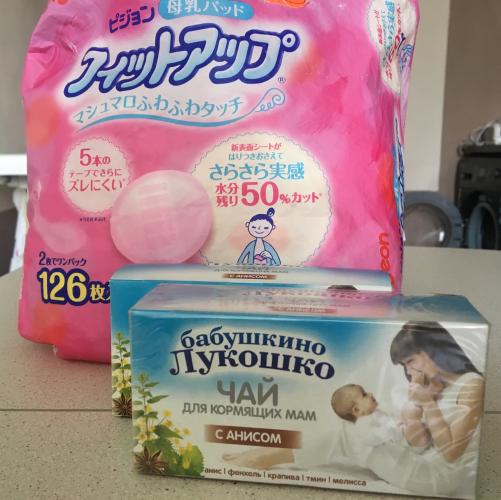 ピジョン
母乳パッド
フィットアップ®
マシュマロふわふわタッチ
5本の
テープでさらに
ズレにくい
新表面シートが
はりつきおさえて
さらさら実感
水分
残り50%カット
2枚でワンパック
126枚入
eon
С АНИСОМ
бабушкино
Лукошко
ЧАЙ
ДЛЯ КОРМЯЩИХ МАМ
С АНИСОМ
анис | фенхель | крапива | тмин | мелисса